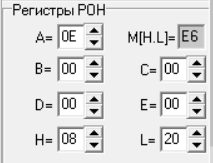 Регистры РОН
A= 0E M[H.L]= E6
B= 00 C= 00
D= 00 E= 00
H= 08 L= 20